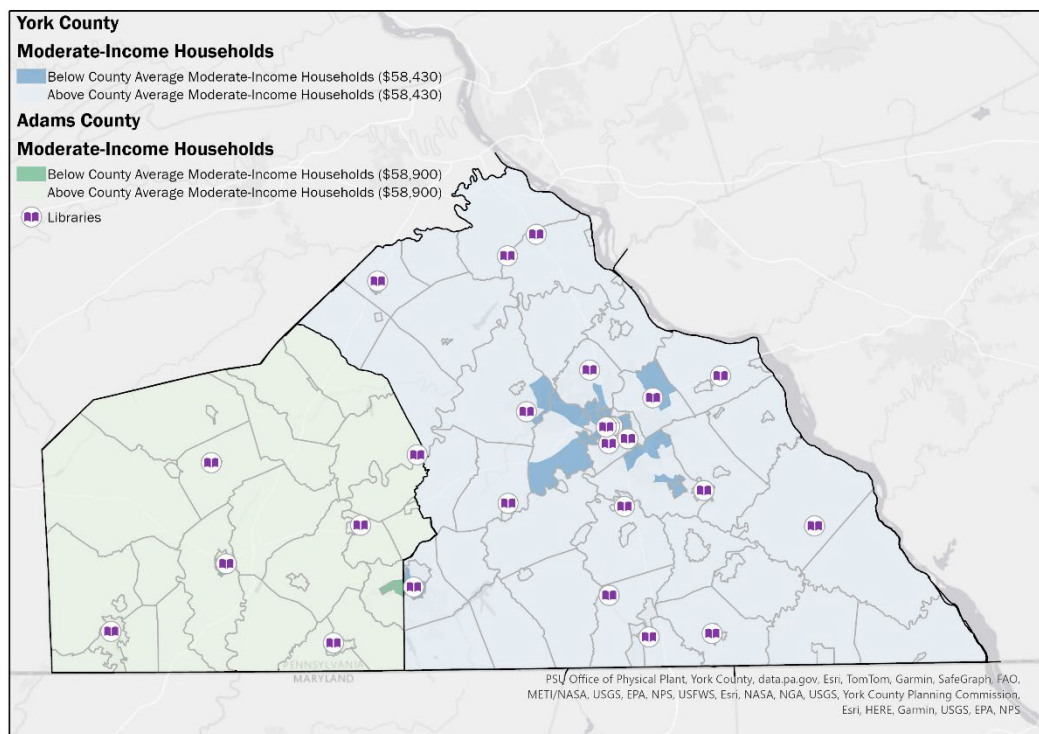 York County
Moderate-Income Households
Below County Average Moderate-Income Households ($58,430)
Above County Average Moderate-Income Households ($58,430)
Adams County
Moderate-Income Households
Below County Average Moderate-Income Households ($58,900)
Above County Average Moderate-Income Households ($58,900)
Libraries
PENNSYLVANIA
MARYLAND
PSU Office of Physical Plant, York County, data.pa.gov, Esri, TomTom, Garmin, SafeGraph, FAO,
METI/NASA, USGS, EPA, NPS, USFWS, Esri, NASA, NGA, USGS, York County Planning Commission,
Esri, HERE, Garmin, USGS, EPA, NPS